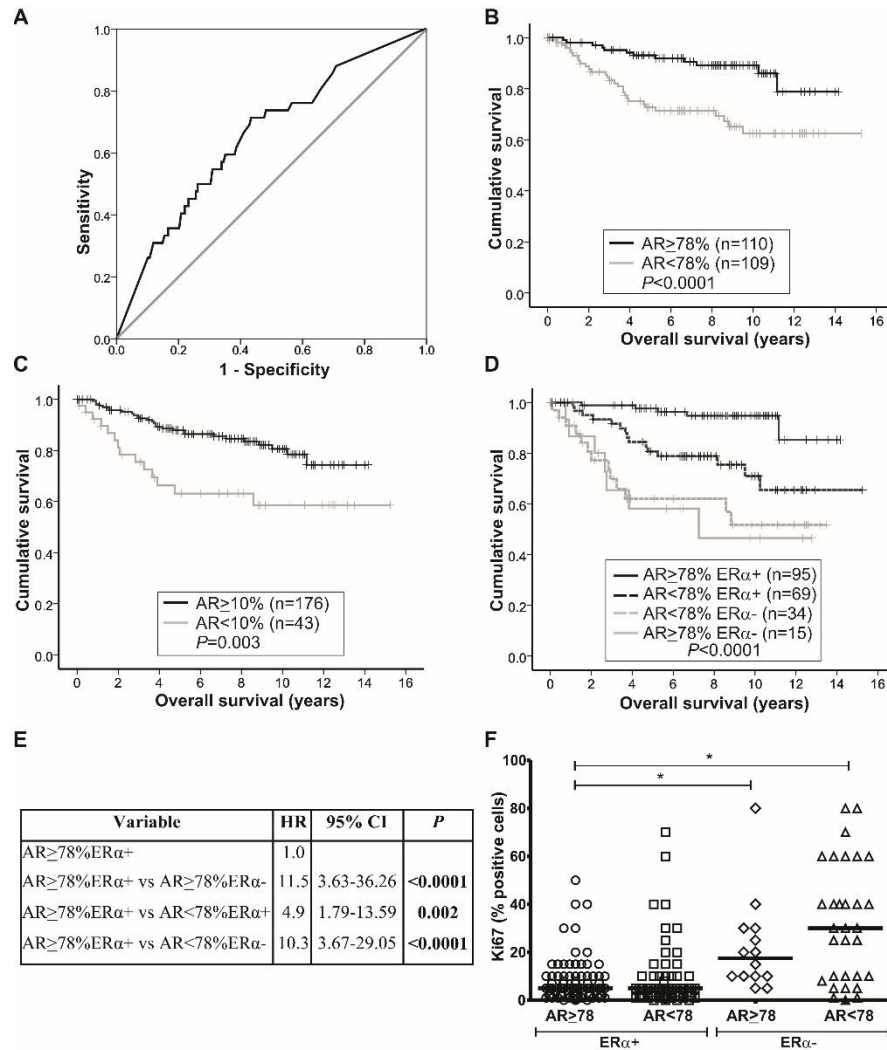 A
Sensitivity
1.0
0.8
0.6
0.4
0.2
0.0
0.0 0.2 0.4 0.6 0.8 1.0
1 - Specificity
B
Cumulative survival
1.0
0.8
0.6
0.4
0.2
0.0
AR≥78% (n=110)
AR<78% (n=109)
P<0.0001
0 2 4 6 8 10 12 14 16
Overall survival (years)
C
Cumulative survival
1.0
0.8
0.6
0.4
0.2
0.0
AR≥10% (n=176)
AR<10% (n=43)
P=0.003
0 2 4 6 8 10 12 14 16
Overall survival (years)
D
Cumulative survival
1.0
0.8
0.6
0.4
0.2
0.0
AR≥78% ERα+ (n=95)
AR<78% ERα+ (n=69)
AR<78% ERα- (n=34)
AR≥78% ERα- (n=15)
P<0.0001
0 2 4 6 8 10 12 14 16
Overall survival (years)
E
Variable HR 95% CI P
AR≥78%ERα+ 1.0
AR≥78%ERα+ vs AR≥78%ERα- 11.5 3.63-36.26 <0.0001
AR≥78%ERα+ vs AR<78%ERα+ 4.9 1.79-13.59 0.002
AR≥78%ERα+ vs AR<78%ERα- 10.3 3.67-29.05 <0.0001
F
Ki67 (% positive cells)
100
80
60
40
20
0
*
*
AR≥78 AR<78 AR≥78 AR<78
ERα+ ERα-